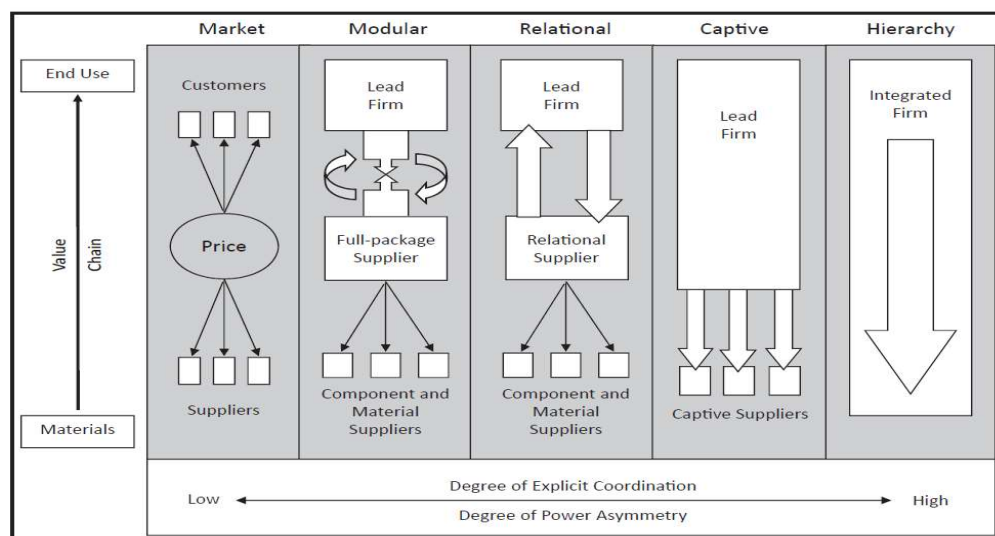 Market
Modular
Relational
Captive
Hierarchy
End Use
Value
Chain
Materials
Customers
Price
Suppliers
Lead
Firm
Full-package
Supplier
Component and
Material
Suppliers
Lead
Firm
Relational
Supplier
Component and
Material
Suppliers
Lead
Firm
Captive Suppliers
Integrated
Firm
Low
Degree of Explicit Coordination
Degree of Power Asymmetry
High